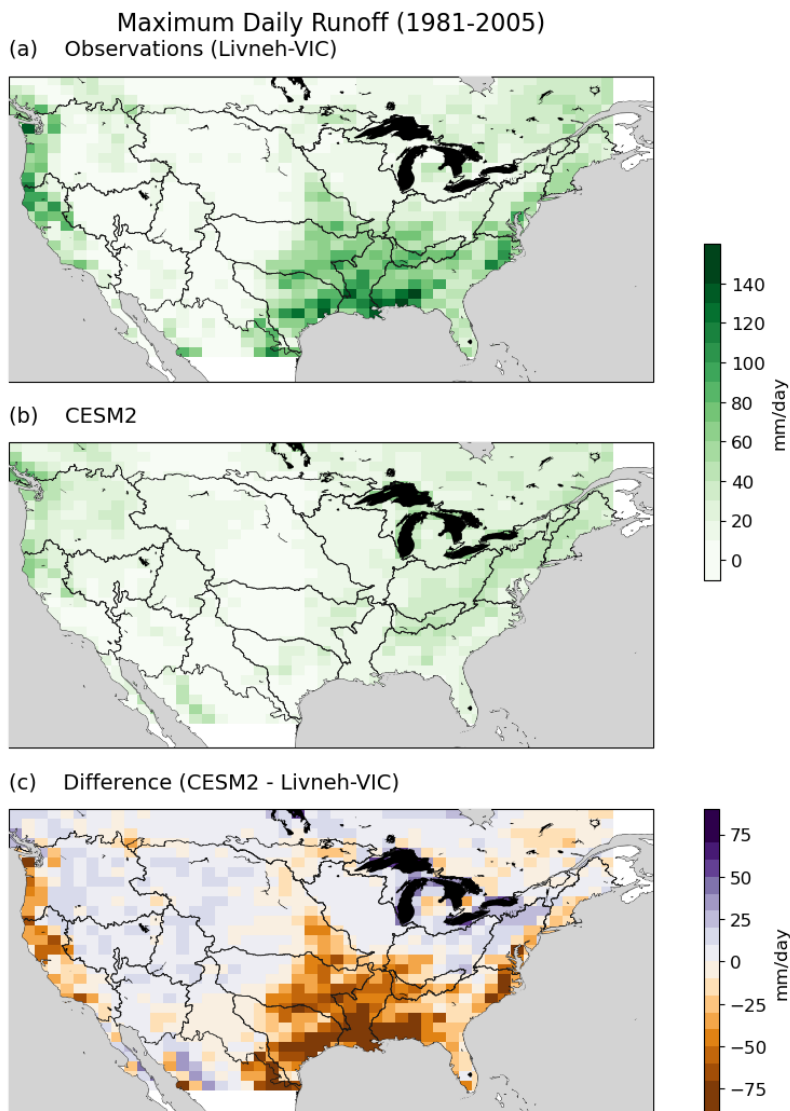 Maximum Daily Runoff (1981-2005)
(a) Observations (Livneh-VIC)
140
120
100
80
60
40
20
0
mm/day
(b) CESM2
(c) Difference (CESM2 - Livneh-VIC)
75
50
25
0
−25
−50
−75
mm/day